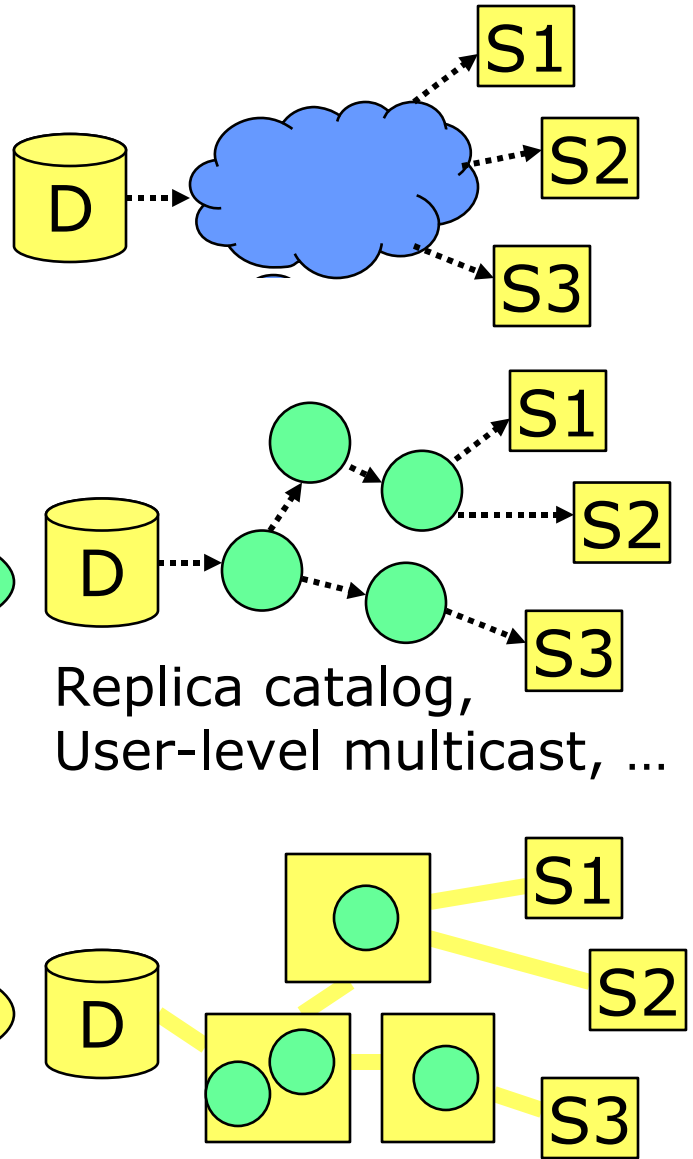 S1
D
S2
S3
S1
D
S2
S3
Replica catalog,
User-level multicast, …
S1
D
S2
S3